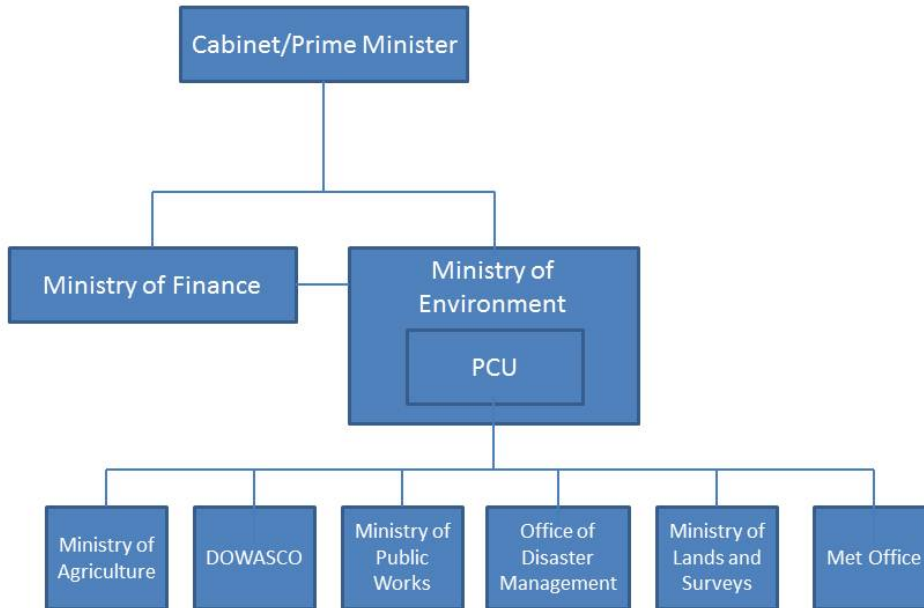 Cabinet/Prime Minister
Ministry of Finance
Ministry of
Environment
PCU
Ministry of
Agriculture
DOWASCO
Ministry of
Public
Works
Office of
Disaster
Management
Ministry of
Lands and
Surveys
Met Office